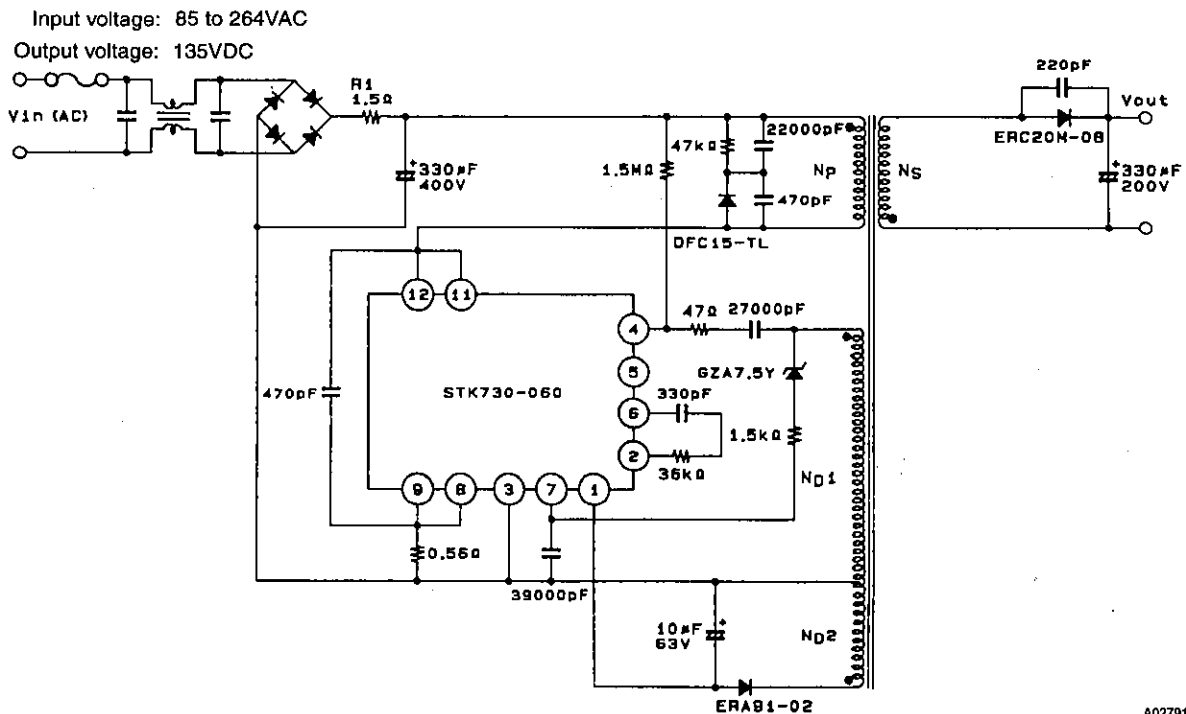 Input voltage: 85 to 264VAC
Output voltage: 135VDC
Vin (AC)
R1
1.5Ω
330µF
400V
1.5MΩ
47kΩ
22000pF
470pF
DFC15-TL
NP
NS
220pF
ERC20M-08
Vout
330µF
200V
12
11
4
5
6
2
9
8
3
7
1
STK730-060
470pF
47Ω
27000pF
GZA7.5Y
330pF
36kΩ
1.5kΩ
ND1
0.56Ω
39000pF
10µF
63V
ND2
ERA91-02
A02791